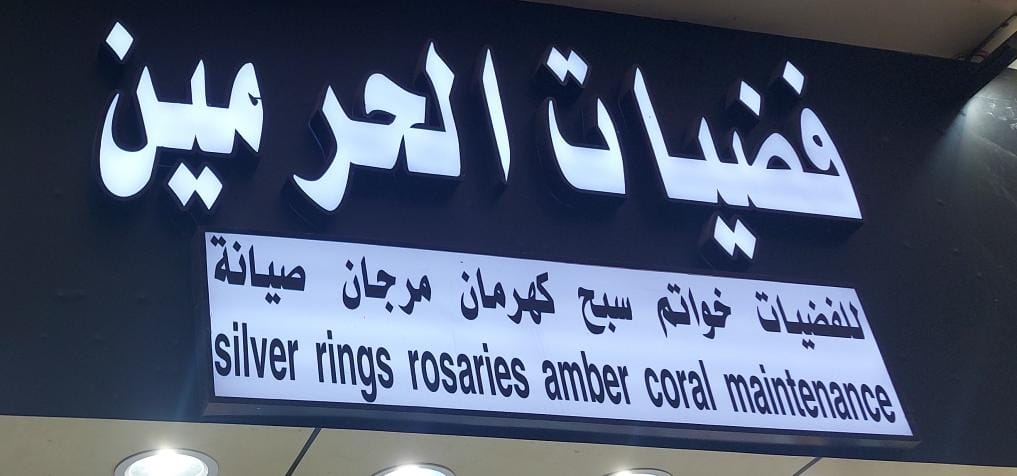 فضيات الحرمين
للفضيات خواتم سبح كهرمان مرجان صيانة
silver rings rosaries amber coral maintenance